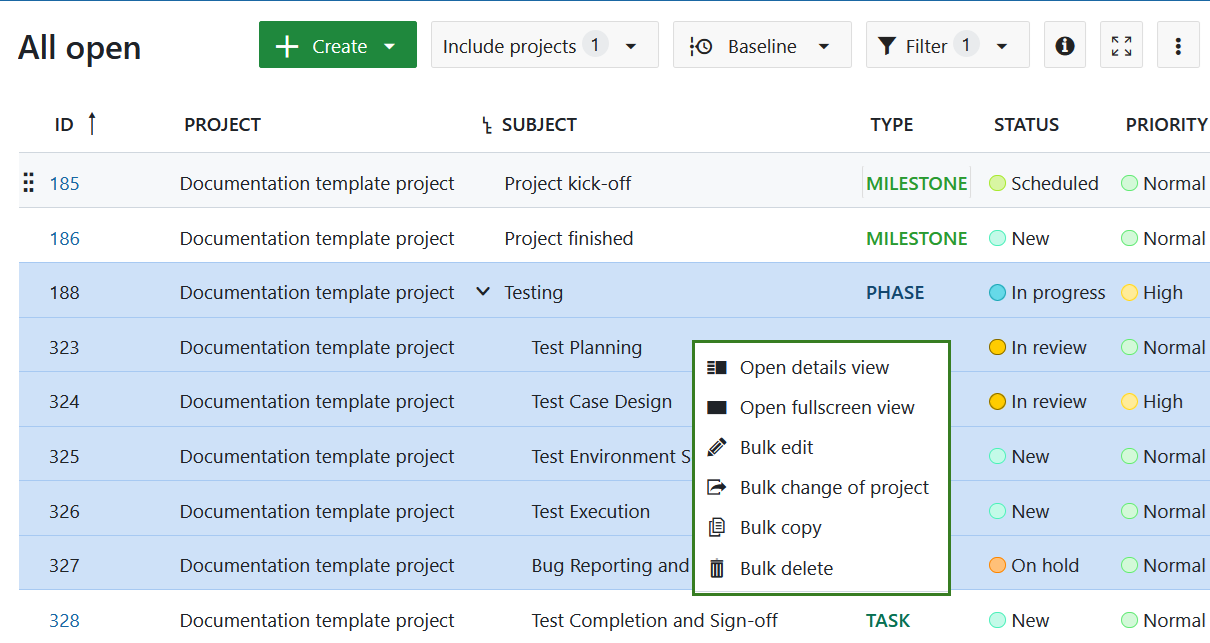 All open Create Include projects 1 Baseline Filter 1
ID PROJECT SUBJECT TYPE STATUS PRIORITY
185 Documentation template project Project kick-off MILESTONE Scheduled Normal
186 Documentation template project Project finished MILESTONE New Normal
188 Documentation template project Testing PHASE In progress High
323 Documentation template project Test Planning In review Normal
Open details view
324 Documentation template project Test Case Design In review High
Open fullscreen view
Bulk edit
325 Documentation template project Test Environment S New Normal
Bulk change of project
326 Documentation template project Test Execution New Normal
Bulk copy
327 Documentation template project Bug Reporting and On hold Normal
Bulk delete
328 Documentation template project Test Completion and Sign-off TASK New Normal